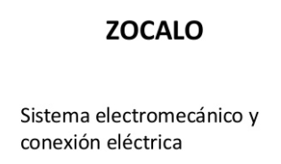 ZOCALO
Sistema electromecánico y
conexión eléctrica